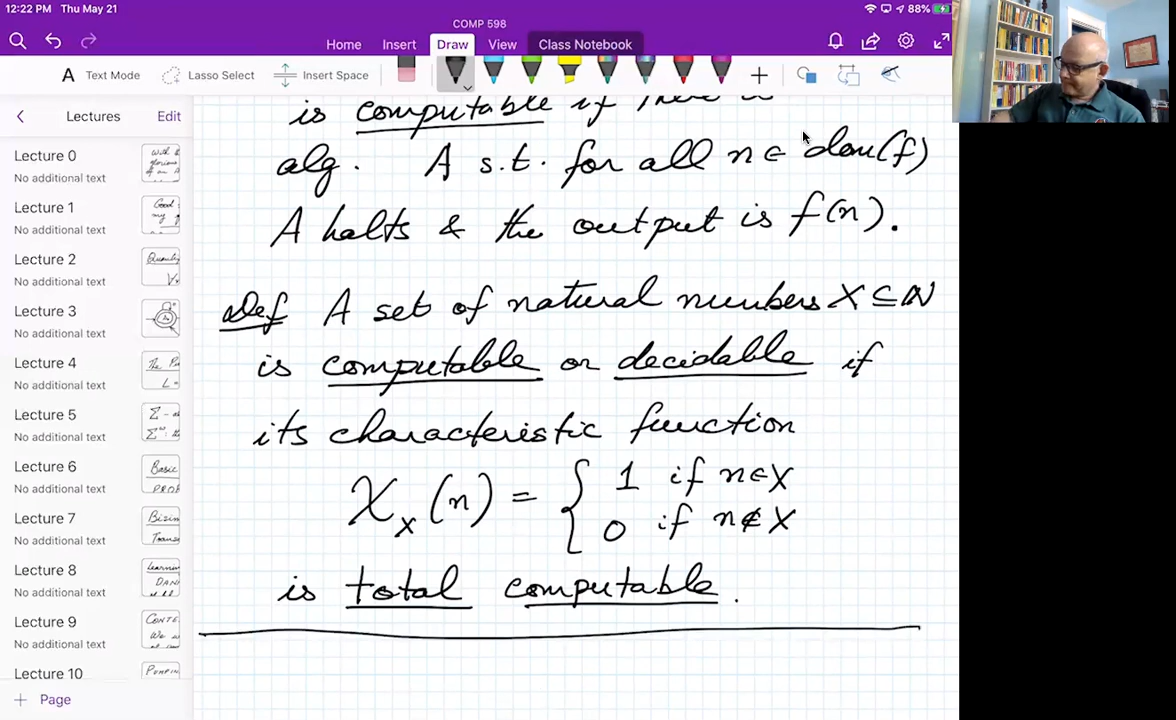 12:22 PM Thu May 21
88%
COMP 598
Home Insert Draw View Class Notebook
A Text Mode Lasso Select Insert Space
Lectures Edit
Lecture 0
No additional text
Lecture 1
No additional text
Lecture 2
No additional text
Lecture 3
No additional text
Lecture 4
No additional text
Lecture 5
No additional text
Lecture 6
No additional text
Lecture 7
No additional text
Lecture 8
No additional text
Lecture 9
No additional text
Lecture 10
+ Page
is computable if there is
alg. A s.t. for all n ∈ dom(f)
A halts & the output is f(n).
Def A set of natural numbers X ⊆ ℕ
is computable or decidable if
its characteristic function
χ_X (n) = { 1 if n ∈ X
0 if n ∉ X
is total computable.